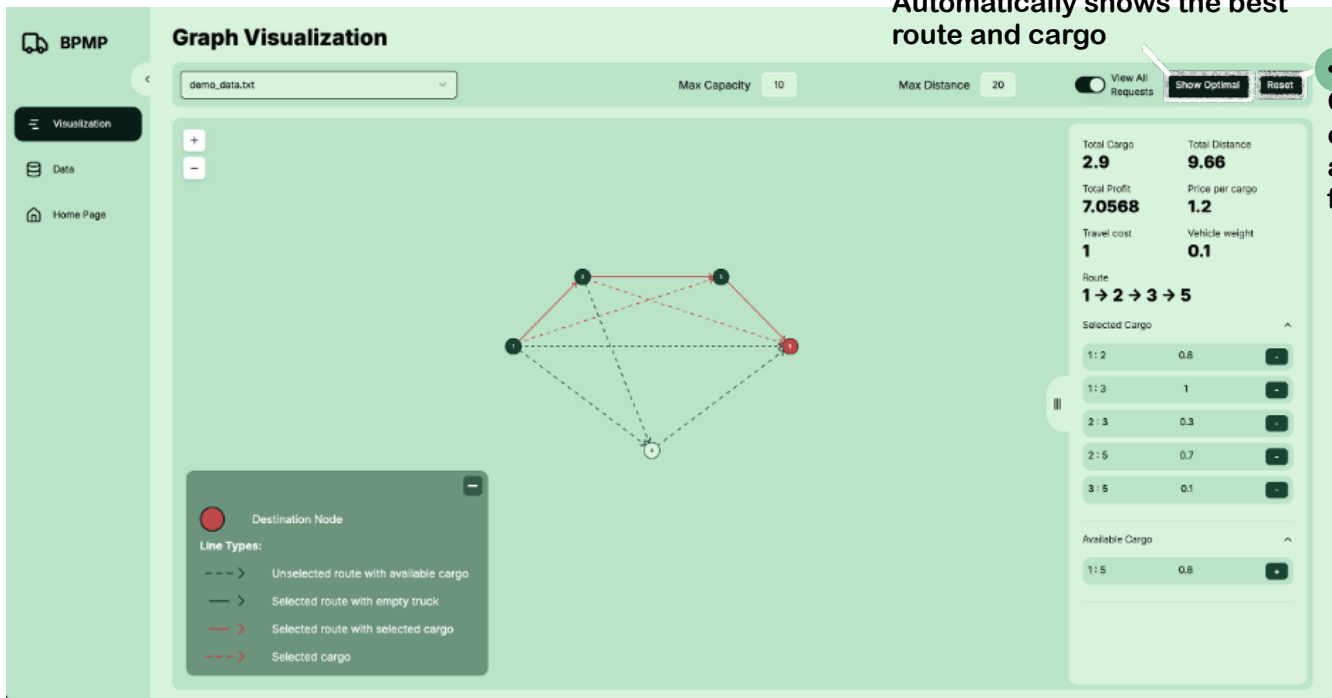 Automatically shows the best
route and cargo
BPMP
Graph Visualization
demo_data.txt
Max Capacity 10
Max Distance 20
View All
Requests
Show Optimal
Reset
Visualization
Data
Home Page
+
-
Total Cargo Total Distance
2.9 9.66
Total Profit Price per cargo
7.0568 1.2
Travel cost Vehicle weight
1 0.1
Route
1 → 2 → 3 → 5
Selected Cargo
1 : 2 0.8 -
1 : 3 1 -
2 : 3 0.3 -
2 : 5 0.7 -
3 : 5 0.1 -
Available Cargo
1 : 5 0.8 +
1
Destination Node
Line Types:
Unselected route with available cargo
Selected route with empty truck
Selected route with selected cargo
Selected cargo